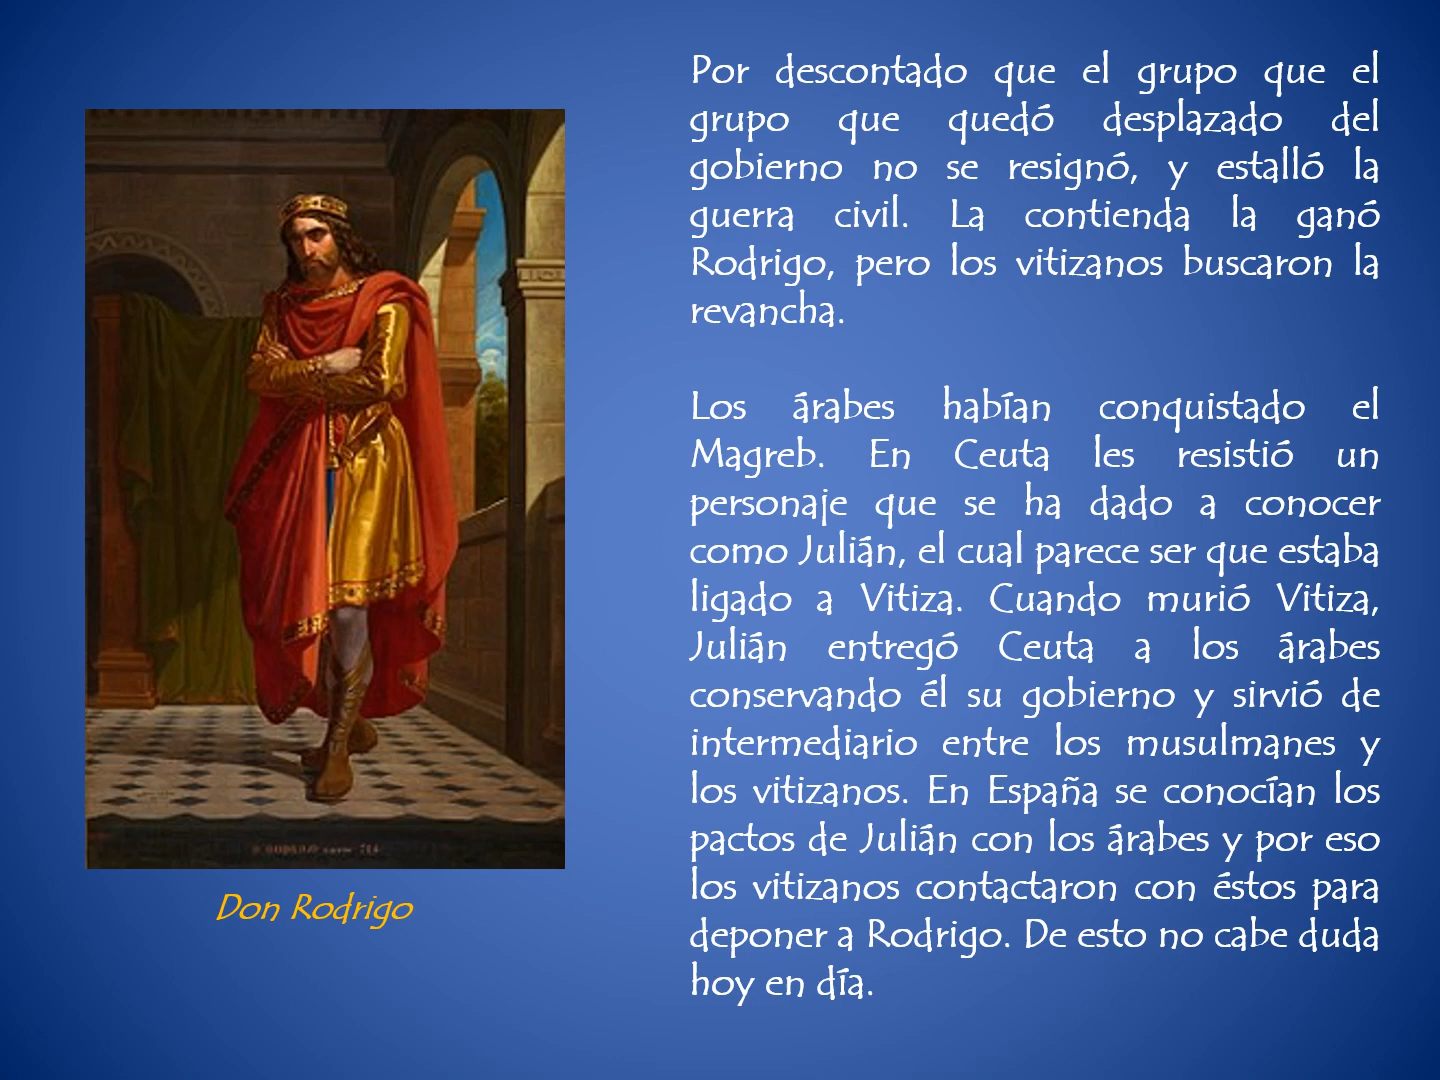 Por descontado que el grupo que el
grupo que quedó desplazado del
gobierno no se resignó, y estalló la
guerra civil. La contienda la ganó
Rodrigo, pero los vitizanos buscaron la
revancha.
Los árabes habían conquistado el
Magreb. En Ceuta les resistió un
personaje que se ha dado a conocer
como Julián, el cual parece ser que estaba
ligado a Vitiza. Cuando murió Vitiza,
Julián entregó Ceuta a los árabes
conservando él su gobierno y sirvió de
intermediario entre los musulmanes y
los vitizanos. En España se conocían los
pactos de Julián con los árabes y por eso
los vitizanos contactaron con éstos para
deponer a Rodrigo. De esto no cabe duda
hoy en día.
Don Rodrigo